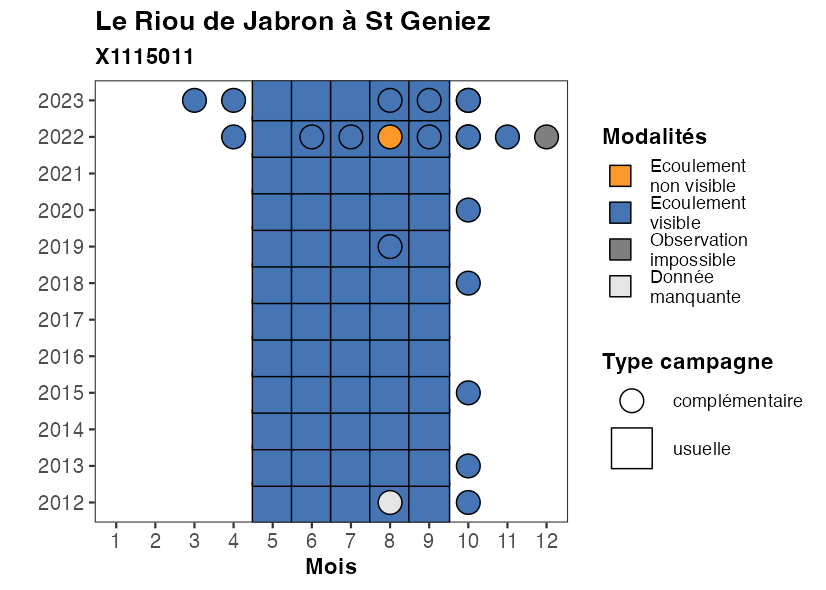 Le Riou de Jabron à St Geniez
X1115011
2023
2022
2021
2020
2019
2018
2017
2016
2015
2014
2013
2012
1 2 3 4 5 6 7 8 9 10 11 12
Mois
Modalités
Ecoulement
non visible
Ecoulement
visible
Observation
impossible
Donnée
manquante
Type campagne
complémentaire
usuelle